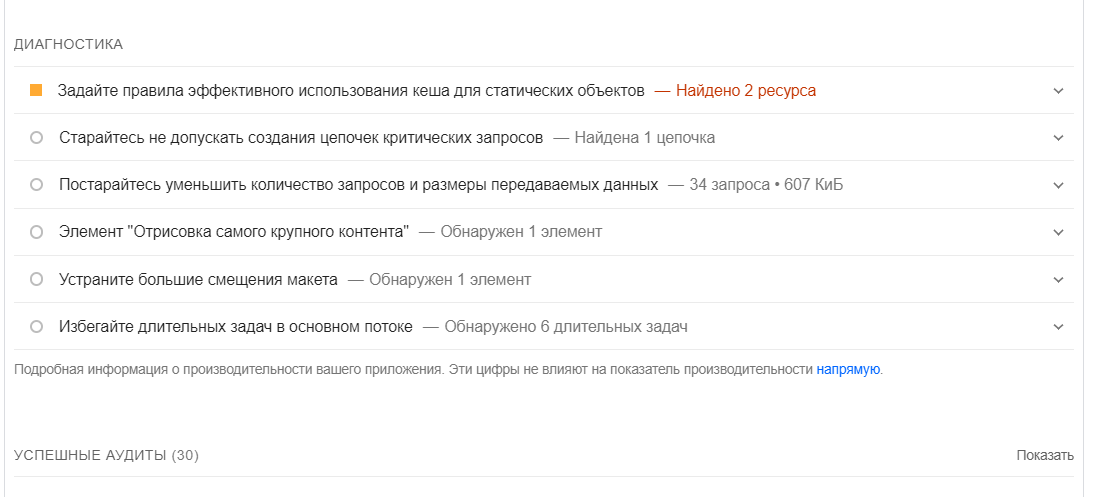 ДИАГНОСТИКА
Задайте правила эффективного использования кеша для статических объектов — Найдено 2 ресурса
Старайтесь не допускать создания цепочек критических запросов — Найдена 1 цепочка
Постарайтесь уменьшить количество запросов и размеры передаваемых данных — 34 запроса • 607 КиБ
Элемент "Отрисовка самого крупного контента" — Обнаружен 1 элемент
Устраните большие смещения макета — Обнаружен 1 элемент
Избегайте длительных задач в основном потоке — Обнаружено 6 длительных задач
Подробная информация о производительности вашего приложения. Эти цифры не влияют на показатель производительности напрямую.
УСПЕШНЫЕ АУДИТЫ (30) Показать